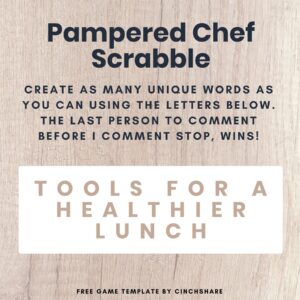 Pampered Chef
Scrabble
CREATE AS MANY UNIQUE WORDS AS
YOU CAN USING THE LETTERS BELOW.
THE LAST PERSON TO COMMENT
BEFORE I COMMENT STOP, WINS!
TOOLS FOR A
HEALTHIER
LUNCH
FREE GAME TEMPLATE BY CINCHSHARE